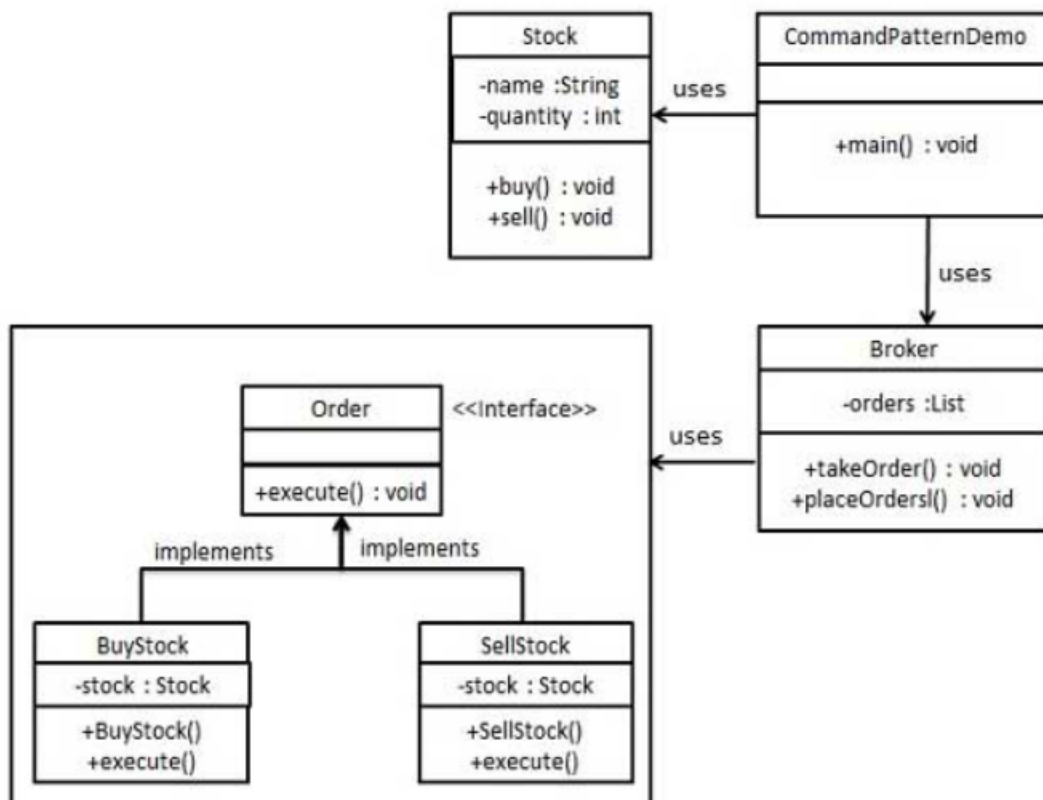 Stock
-name :String
-quantity : int
+buy() : void
+sell() : void
uses
CommandPatternDemo
+main() : void
uses
Broker
-orders :List
+takeOrder() : void
+placeOrdersl() : void
uses
Order
<<Interface>>
+execute() : void
implements
implements
BuyStock
-stock : Stock
+BuyStock()
+execute()
SellStock
-stock : Stock
+SellStock()
+execute()